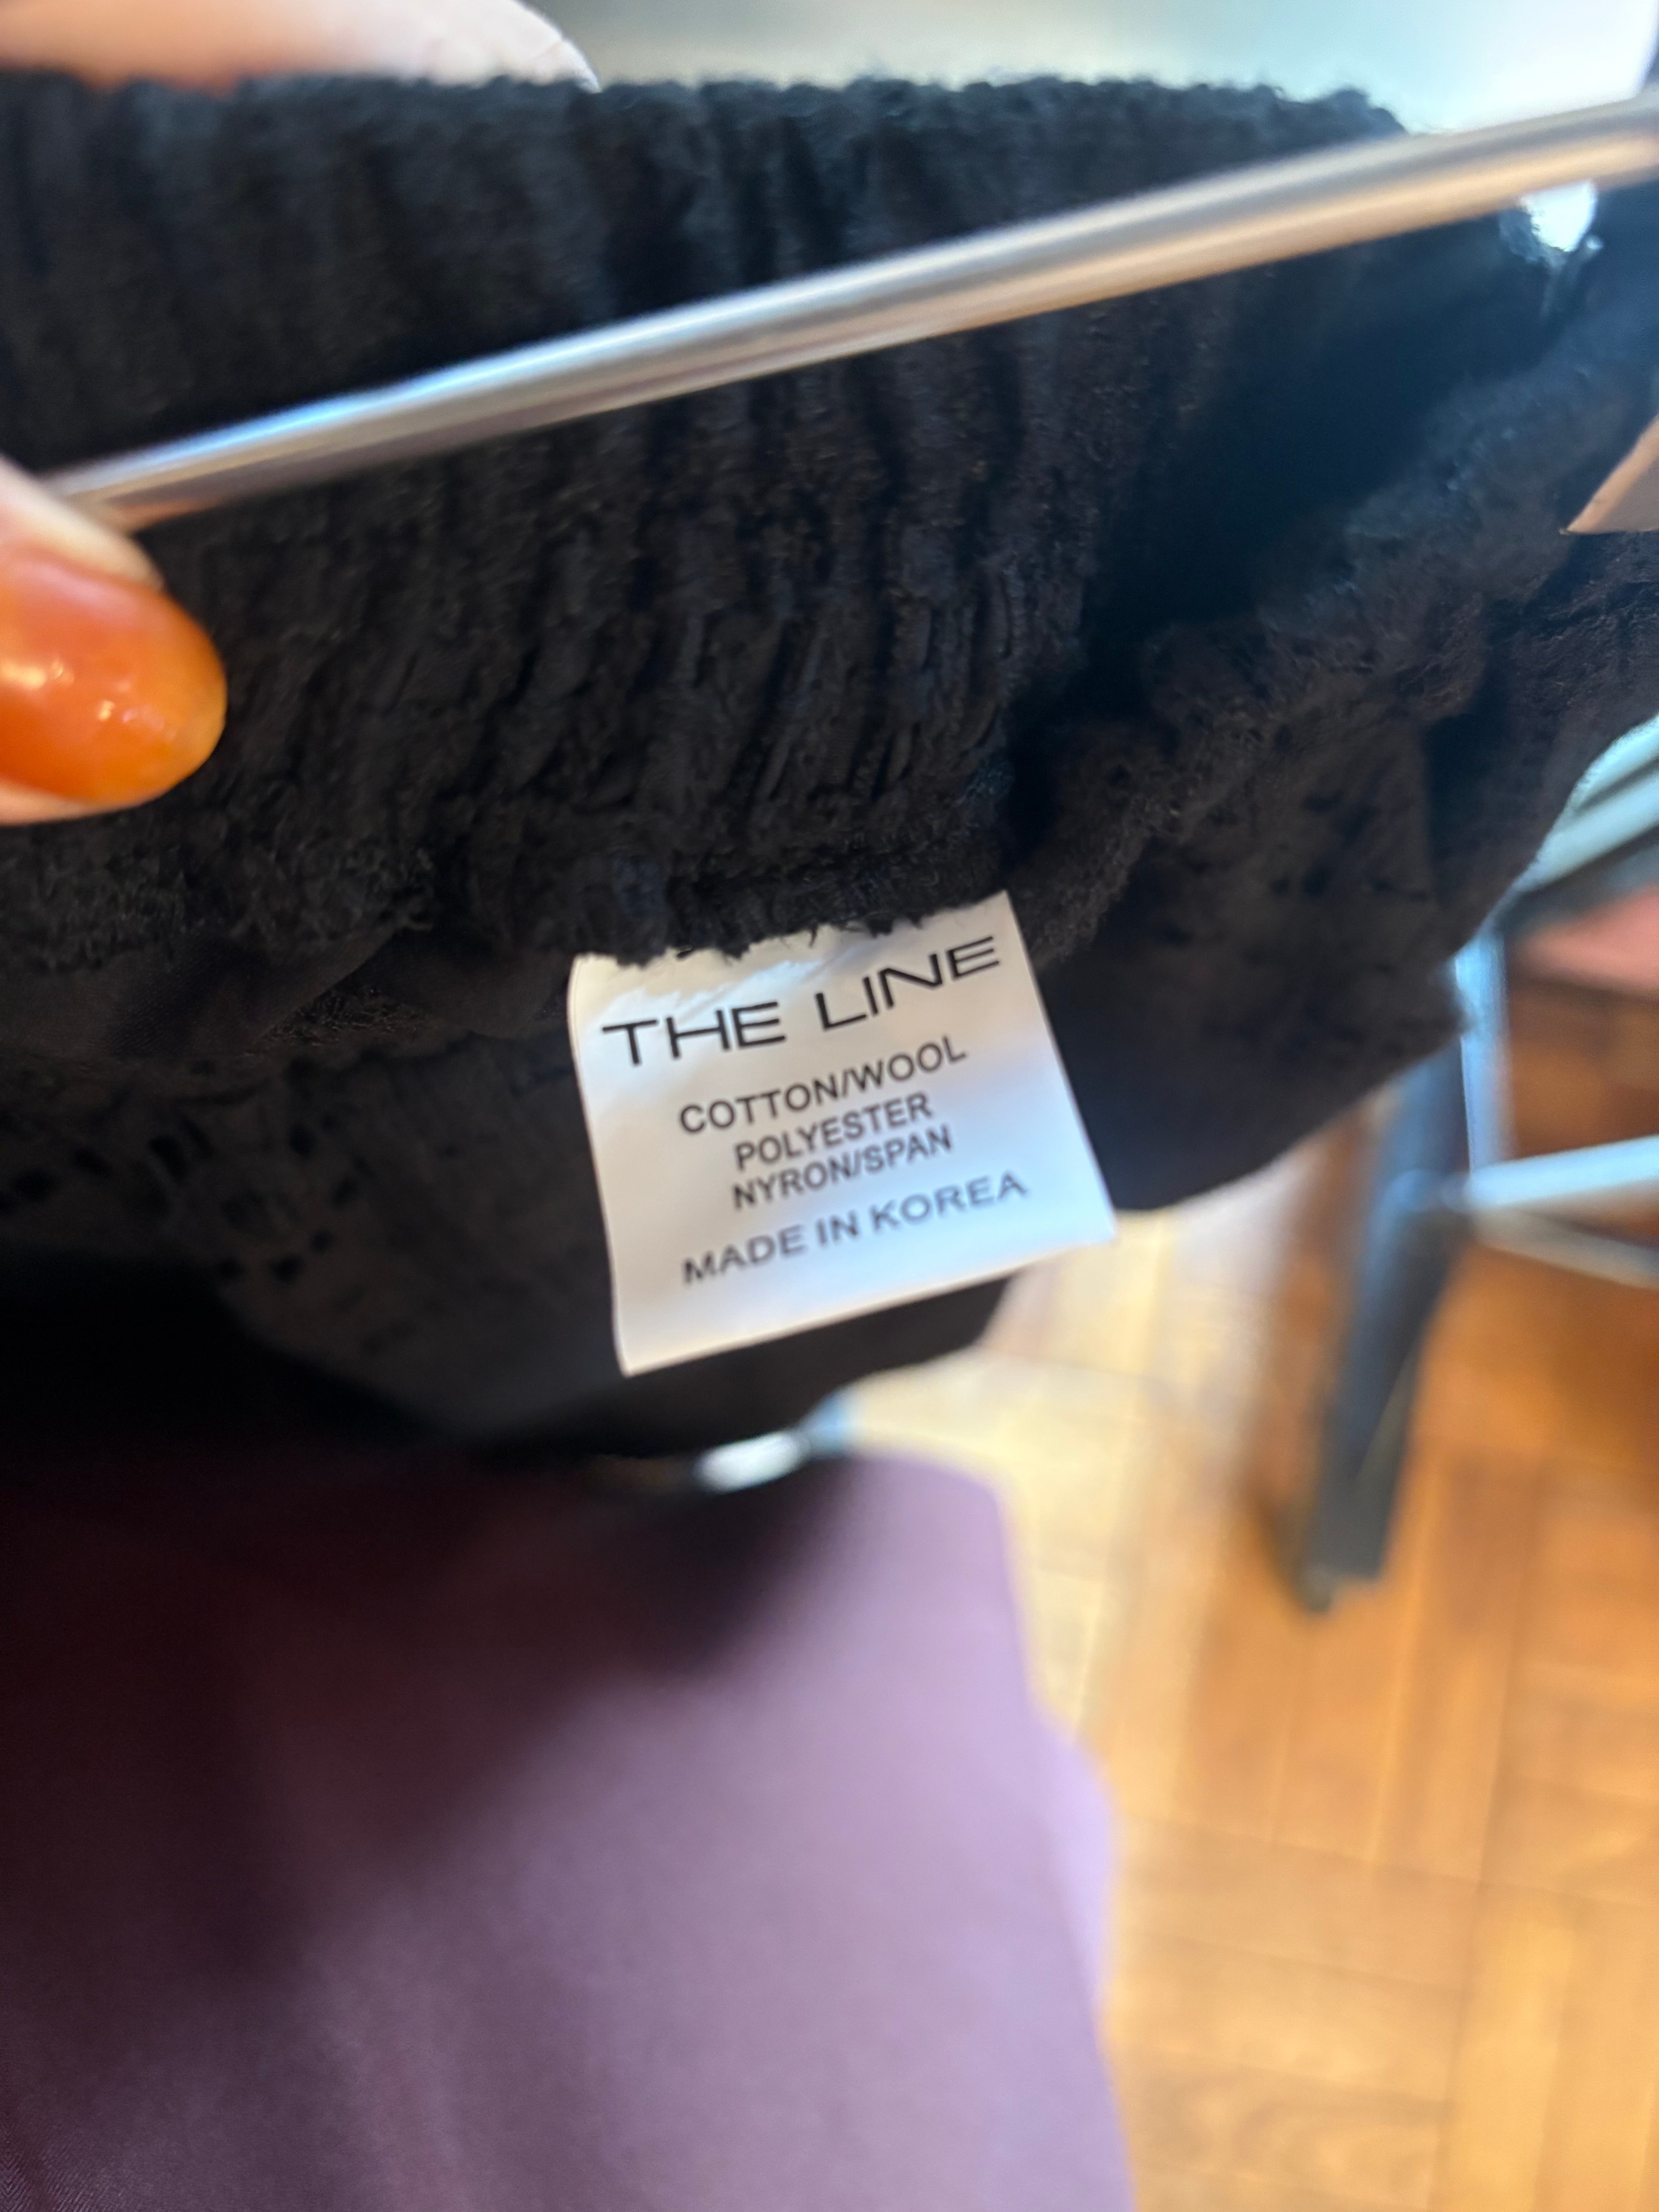 THE LINE
COTTON/WOOL
POLYESTER
NYRON/SPAN
MADE IN KOREA